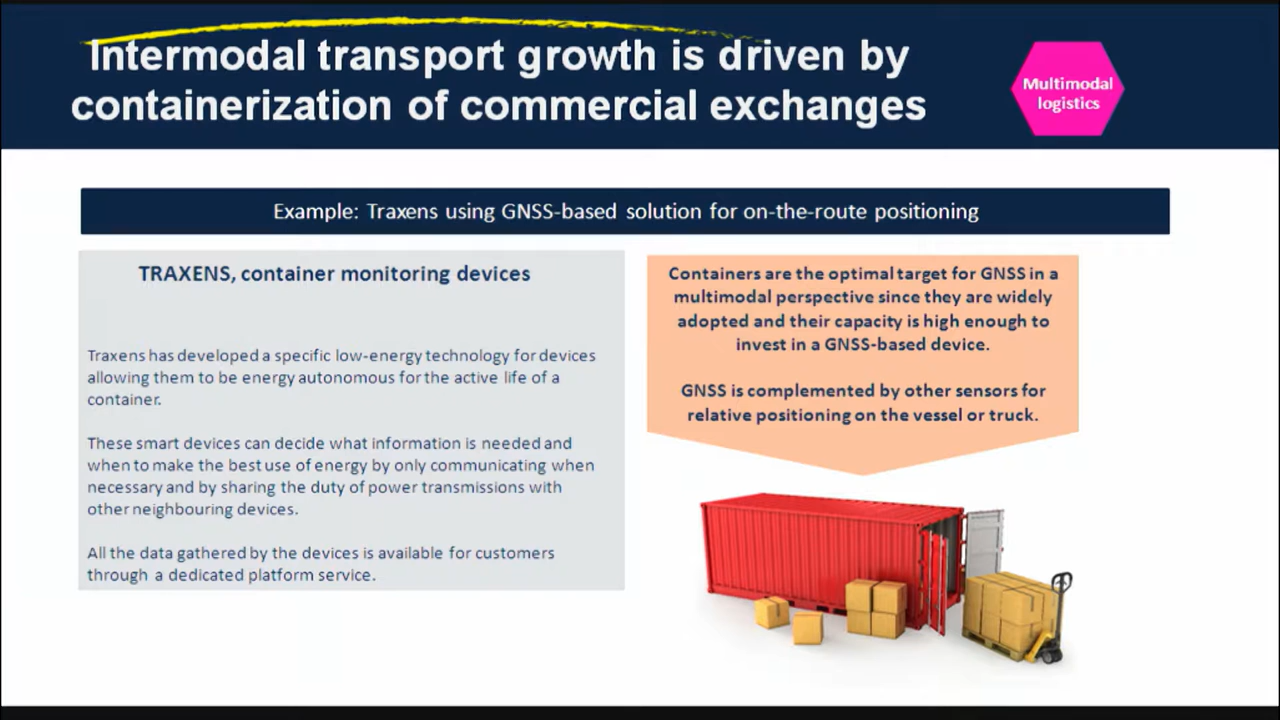 Intermodal transport growth is driven by
containerization of commercial exchanges
Multimodal
logistics
Example: Traxens using GNSS-based solution for on-the-route positioning
TRAXENS, container monitoring devices
Traxens has developed a specific low-energy technology for devices
allowing them to be energy autonomous for the active life of a
container.
These smart devices can decide what information is needed and
when to make the best use of energy by only communicating when
necessary and by sharing the duty of power transmissions with
other neighbouring devices.
All the data gathered by the devices is available for customers
through a dedicated platform service.
Containers are the optimal target for GNSS in a
multimodal perspective since they are widely
adopted and their capacity is high enough to
invest in a GNSS-based device.
GNSS is complemented by other sensors for
relative positioning on the vessel or truck.